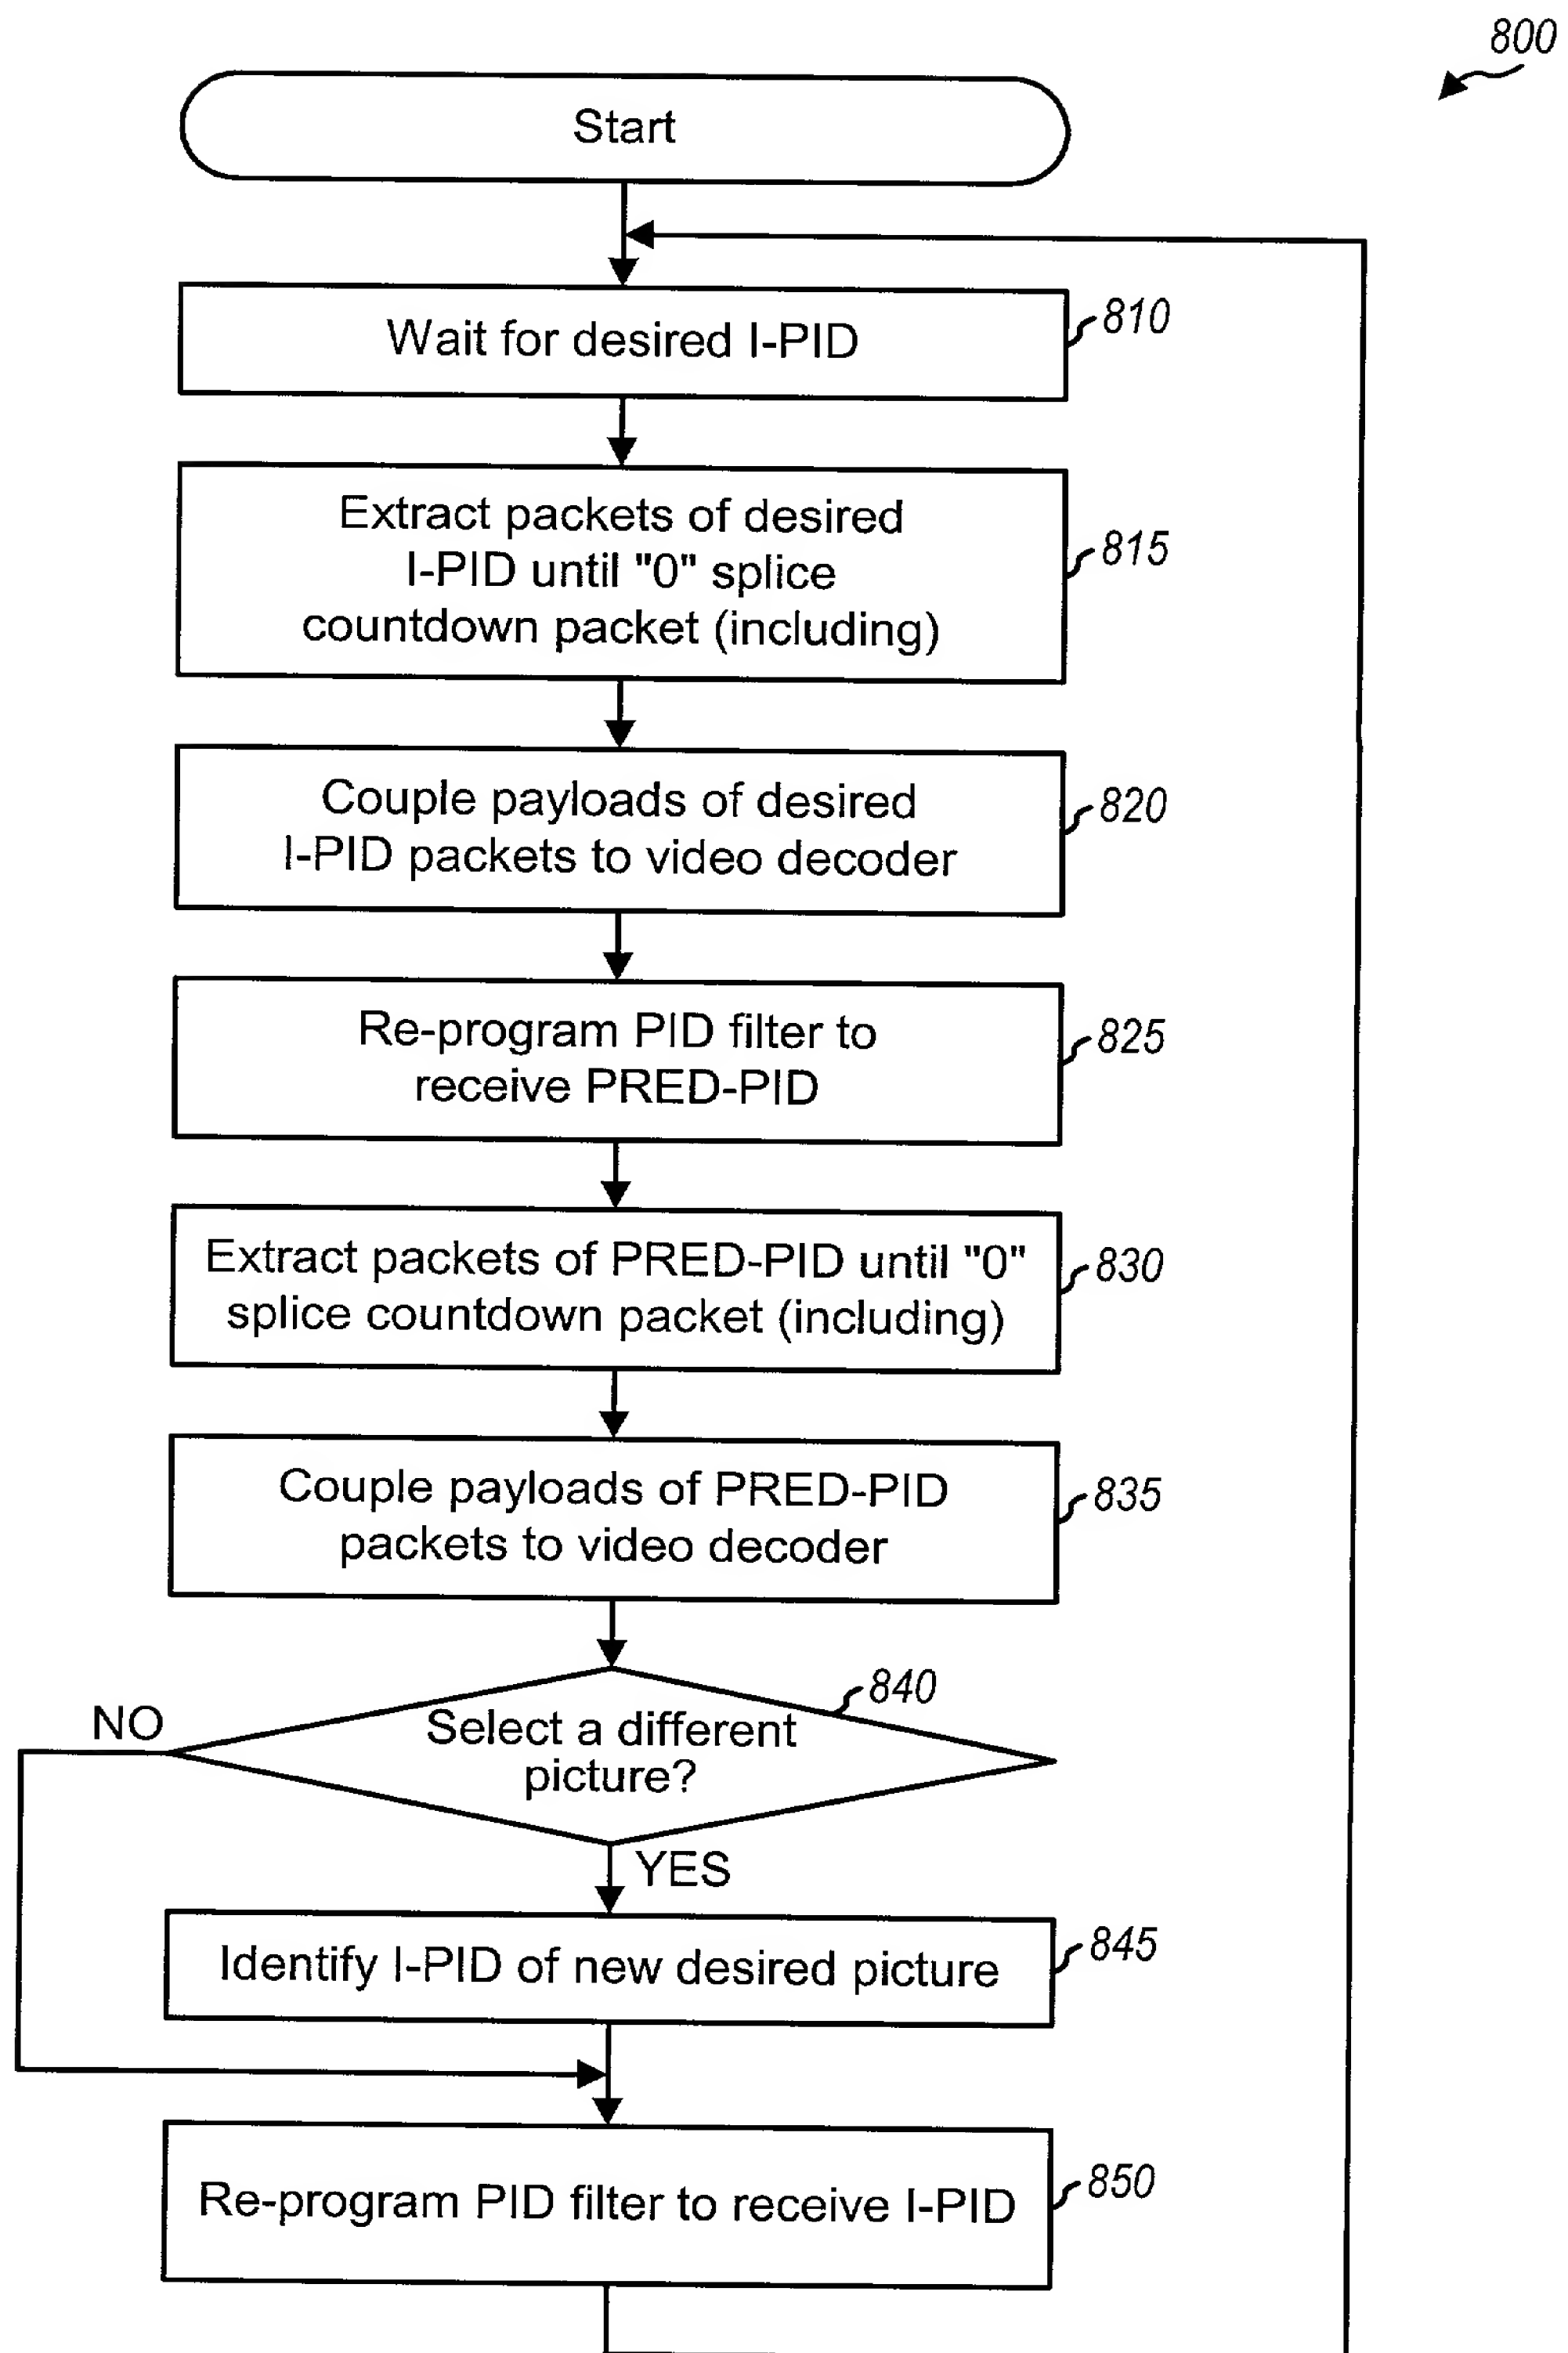 800
Start
Wait for desired I-PID
810
Extract packets of desired
I-PID until "0" splice
countdown packet (including)
815
Couple payloads of desired
I-PID packets to video decoder
820
Re-program PID filter to
receive PRED-PID
825
Extract packets of PRED-PID until "0"
splice countdown packet (including)
830
Couple payloads of PRED-PID
packets to video decoder
835
840
NO
Select a different
picture?
YES
Identify I-PID of new desired picture
845
Re-program PID filter to receive I-PID
850